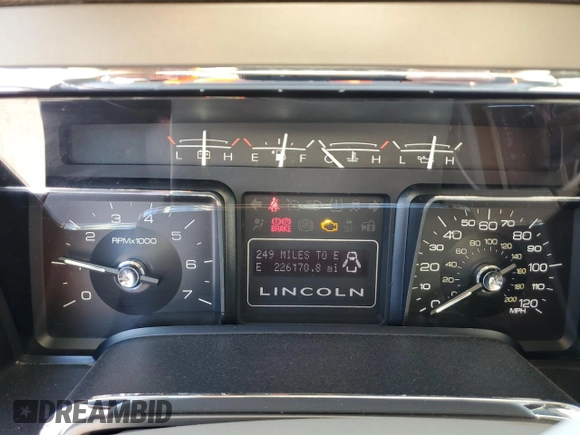 L H E F C H L H
0 1 2 3 4 5 6 7
RPMx1000
BRAKE
249 MILES TO E
E 226170.8 mi
LINCOLN
0 10 20 30 40 50 60 70 80 90 100 110 120
MPH
DREAMBID